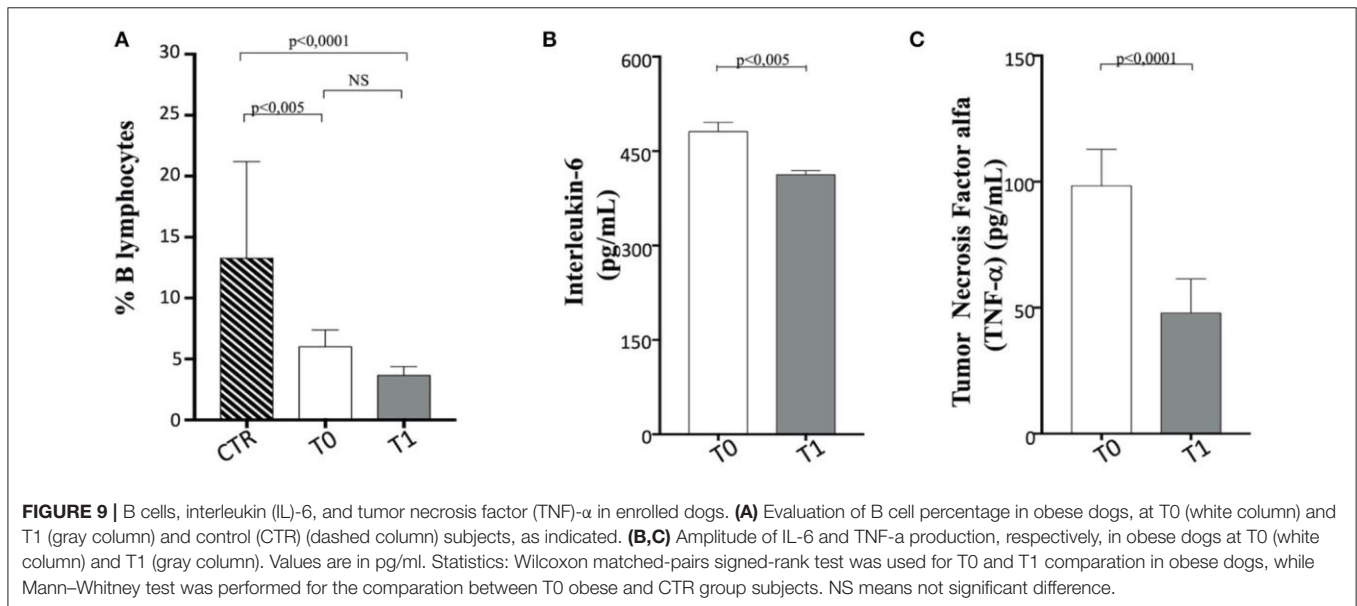 A
p<0,0001
NS
p<0,005
% B lymphocytes
30
25
20
15
10
5
0
CTR
T0
T1
B
p<0,005
Interleukin-6
(pg/mL)
600
450
300
150
0
T0
T1
C
p<0,0001
Tumor Necrosis Factor alfa
(TNF-α) (pg/mL)
150
100
50
0
T0
T1
FIGURE 9 | B cells, interleukin (IL)-6, and tumor necrosis factor (TNF)-α in enrolled dogs. (A) Evaluation of B cell percentage in obese dogs, at T0 (white column) and
T1 (gray column) and control (CTR) (dashed column) subjects, as indicated. (B,C) Amplitude of IL-6 and TNF-a production, respectively, in obese dogs at T0 (white
column) and T1 (gray column). Values are in pg/ml. Statistics: Wilcoxon matched-pairs signed-rank test was used for T0 and T1 comparation in obese dogs, while
Mann–Whitney test was performed for the comparation between T0 obese and CTR group subjects. NS means not significant difference.